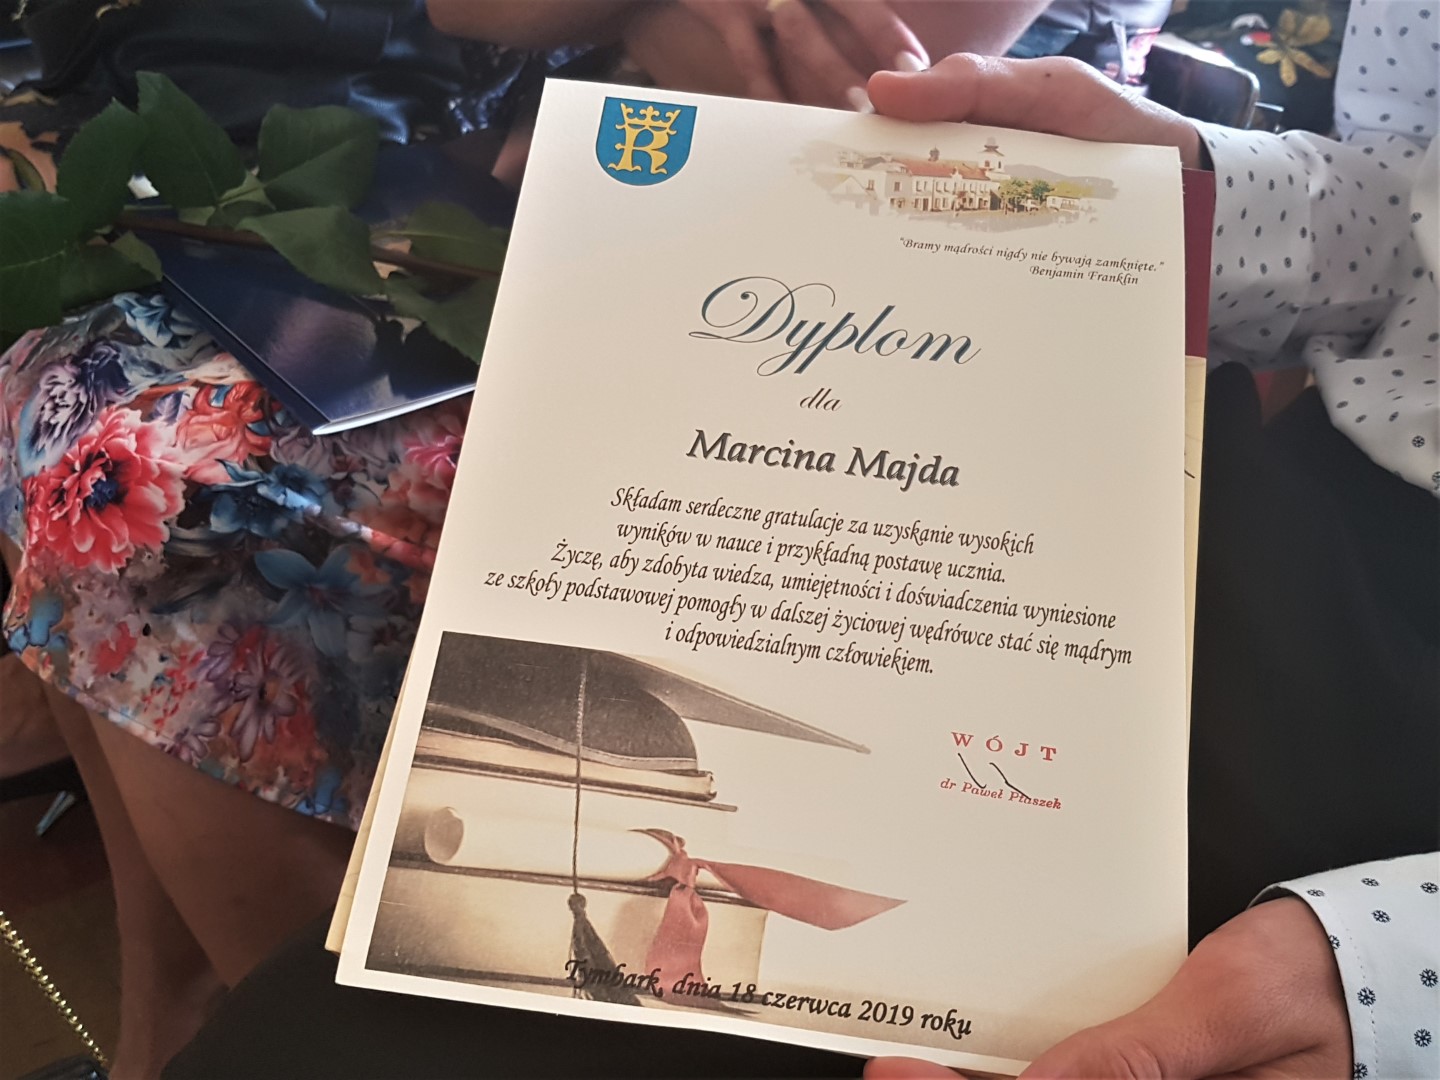 R
"Bramy mądrości nigdy nie bywają zamknięte."
Benjamin Franklin
Dyplom
dla
Marcina Majda
Składam serdeczne gratulacje za uzyskanie wysokich
wyników w nauce i przykładną postawę ucznia.
Życzę, aby zdobyta wiedza, umiejętności i doświadczenia wyniesione
ze szkoły podstawowej pomogły w dalszej życiowej wędrówce stać się mądrym
i odpowiedzialnym człowiekiem.
WÓJT
dr Paweł Ptaszek
Tymbark, dnia 18 czerwca 2019 roku